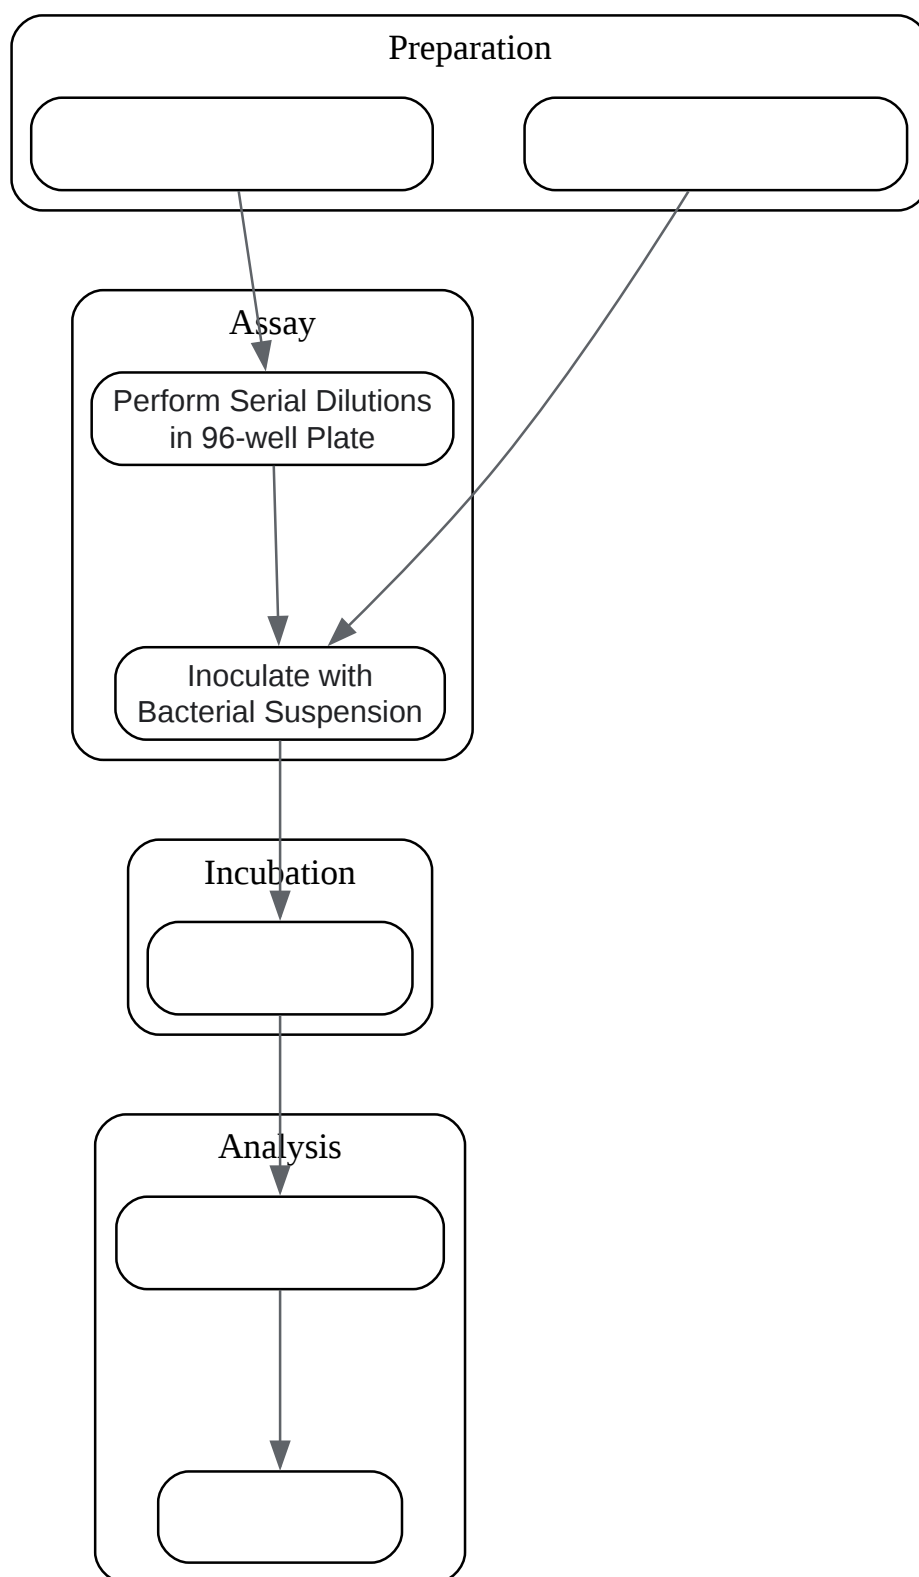 Preparation
Assay
Perform Serial Dilutions
in 96-well Plate
Inoculate with
Bacterial Suspension
Incubation
Analysis